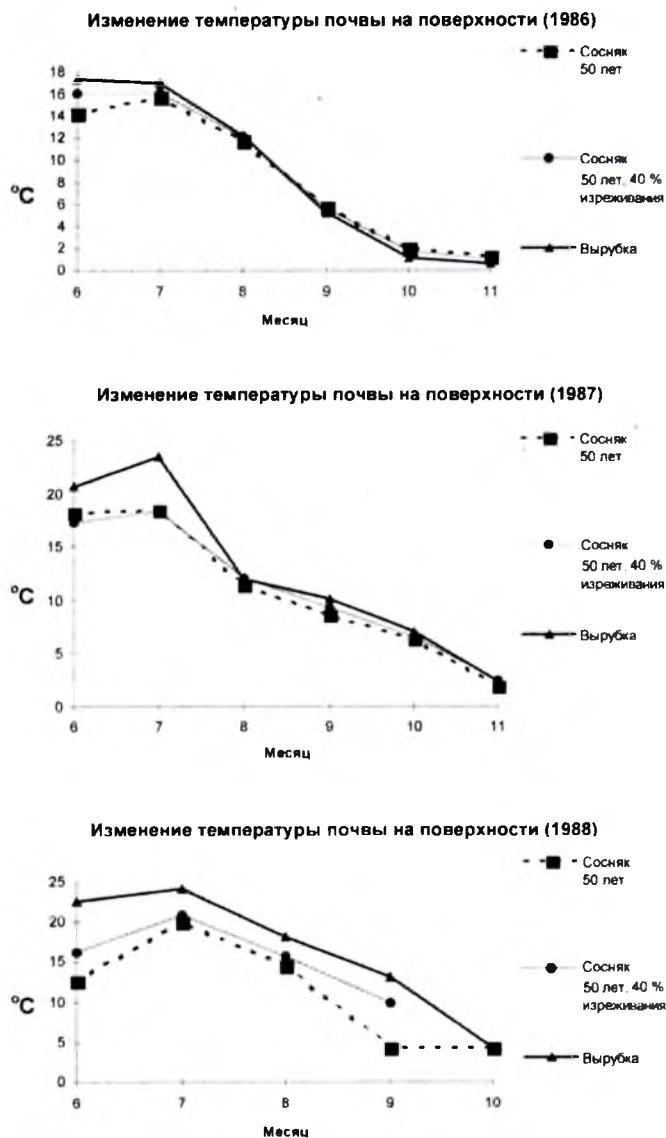 Изменение температуры почвы на поверхности (1986)
18
16
14
12
10
8
6
4
2
0
°C
6 7 8 9 10 11
Месяц
Сосняк
50 лет
Сосняк
50 лет, 40 %
изреживания
Вырубка
Изменение температуры почвы на поверхности (1987)
25
20
15
10
5
0
°C
6 7 8 9 10 11
Месяц
Сосняк
50 лет
Сосняк
50 лет, 40 %
изреживания
Вырубка
Изменение температуры почвы на поверхности (1988)
25
20
15
10
5
0
°C
6 7 8 9 10
Месяц
Сосняк
50 лет
Сосняк
50 лет, 40 %
изреживания
Вырубка